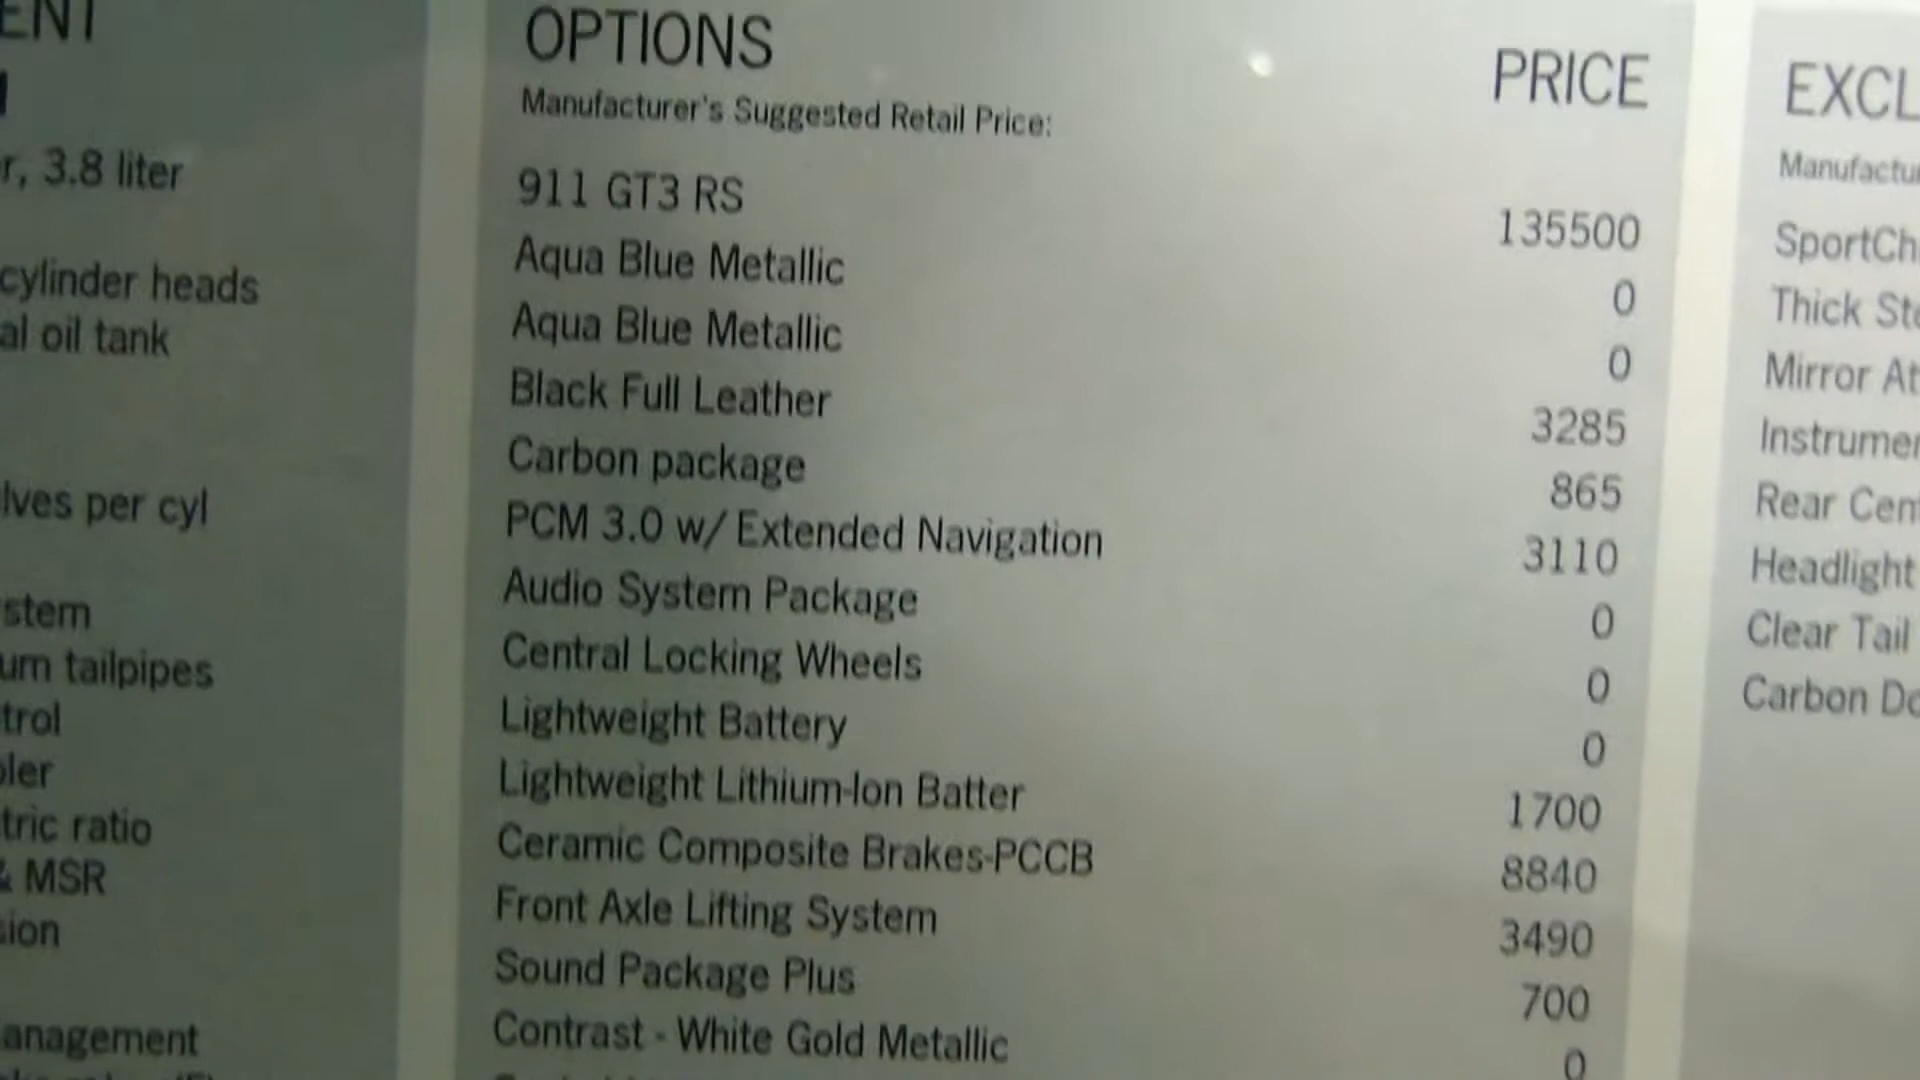 ENT
r, 3.8 liter
cylinder heads
al oil tank
lves per cyl
stem
um tailpipes
trol
ler
tric ratio
& MSR
sion
anagement
OPTIONS PRICE
Manufacturer's Suggested Retail Price:
911 GT3 RS 135500
Aqua Blue Metallic 0
Aqua Blue Metallic 0
Black Full Leather 3285
Carbon package 865
PCM 3.0 w/ Extended Navigation 3110
Audio System Package 0
Central Locking Wheels 0
Lightweight Battery 0
Lightweight Lithium-Ion Batter 1700
Ceramic Composite Brakes-PCCB 8840
Front Axle Lifting System 3490
Sound Package Plus 700
Contrast - White Gold Metallic 0
EXCL
Manufactu
SportCh
Thick St
Mirror At
Instrumen
Rear Cen
Headlight
Clear Tail
Carbon Do